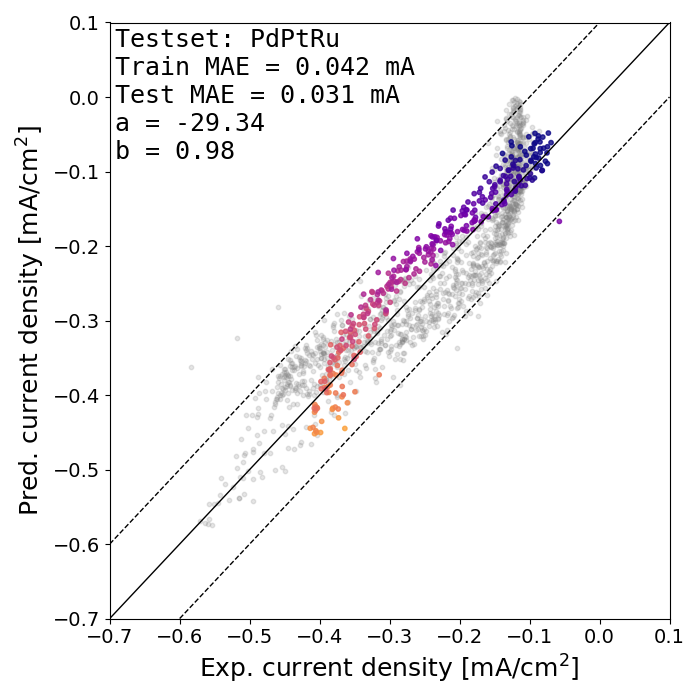 Testset: PdPtRu
Train MAE = 0.042 mA
Test MAE = 0.031 mA
a = -29.34
b = 0.98
0.1
0.0
−0.1
−0.2
−0.3
−0.4
−0.5
−0.6
−0.7
Pred. current density [mA/cm²]
−0.7 −0.6 −0.5 −0.4 −0.3 −0.2 −0.1 0.0 0.1
Exp. current density [mA/cm²]